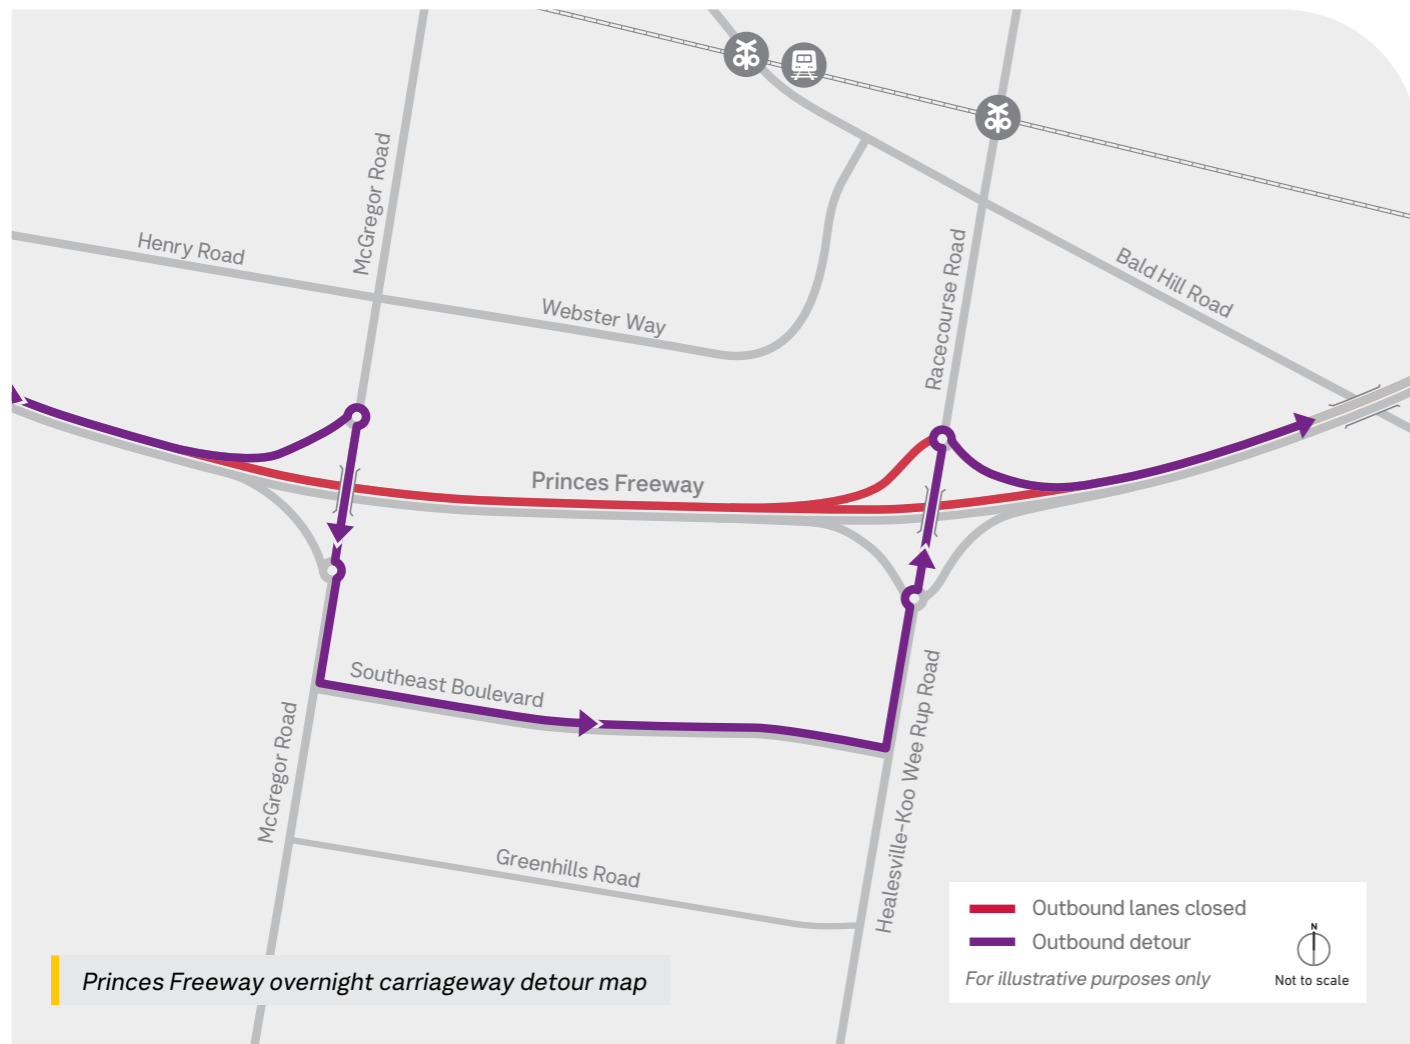 McGregor Road
Henry Road
Webster Way
Racecourse Road
Bald Hill Road
Princes Freeway
Southeast Boulevard
McGregor Road
Healesville-Koo Wee Rup Road
Greenhills Road
Outbound lanes closed
Outbound detour
For illustrative purposes only
N
Not to scale
Princes Freeway overnight carriageway detour map